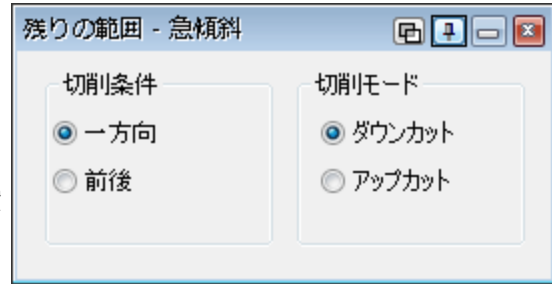 残りの範囲 - 急傾斜
切削条件
一方向
前後
切削モード
ダウンカット
アップカット